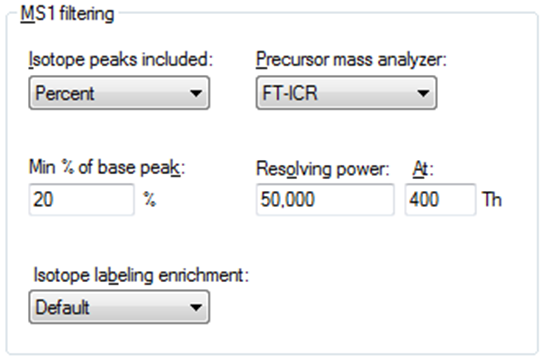 MS1 filtering
Isotope peaks included: Precursor mass analyzer:
Percent FT-ICR
Min % of base peak: Resolving power: At:
20 % 50,000 400 Th
Isotope labeling enrichment:
Default